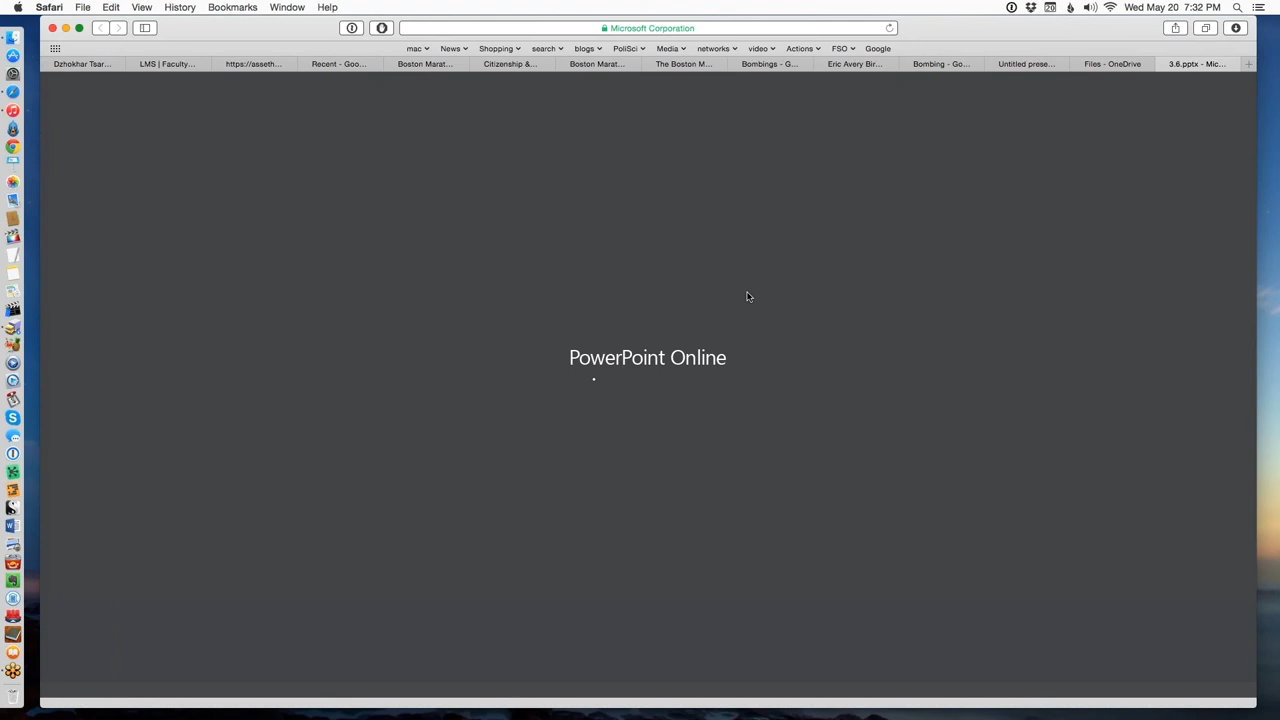 Safari File Edit View History Bookmarks Window Help Wed May 20 7:32 PM
Microsoft Corporation
mac News Shopping search blogs PoliSci Media networks video Actions FSO Google
Dzhokhar Tsar... LMS | Faculty... https://asseth... Recent - Goo... Boston Marat... Citizenship &... Boston Marat... The Boston M... Bombings - G... Eric Avery Bir... Bombing - Go... Untitled prese... Files - OneDrive 3.6.pptx - Mic...
PowerPoint Online